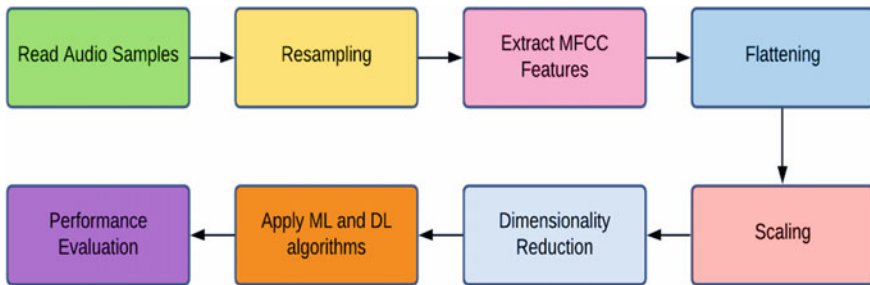 Read Audio Samples
Resampling
Extract MFCC
Features
Flattening
Scaling
Dimensionality
Reduction
Apply ML and DL
algorithms
Performance
Evaluation